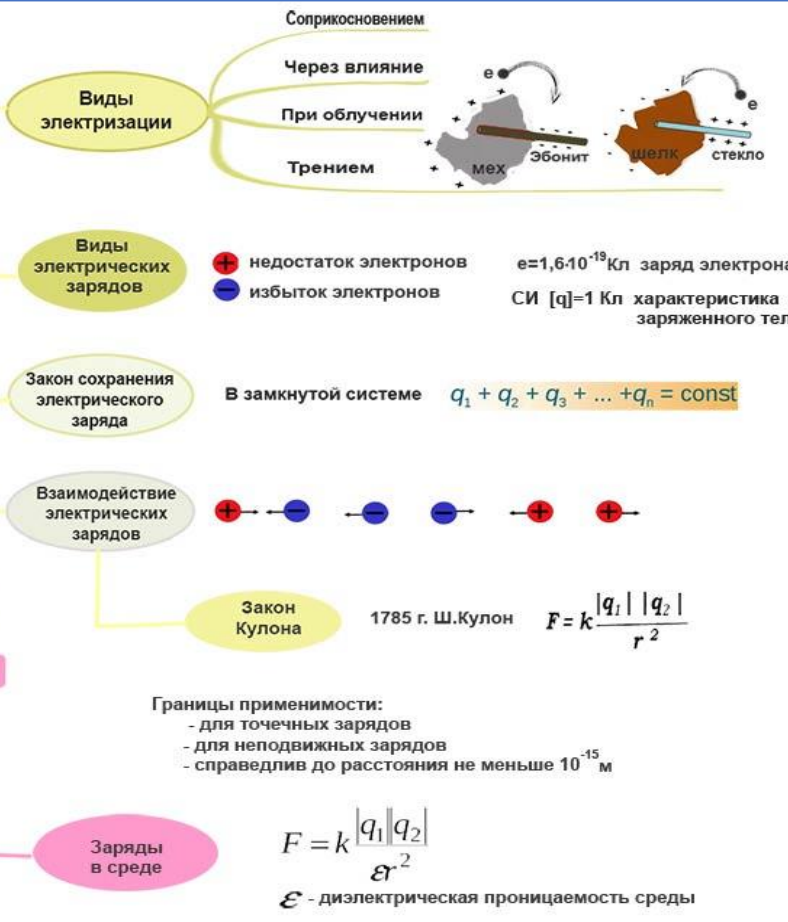 Соприкосновением
Через влияние
При облучении
Трением
Виды
электризации
e
мех
Эбонит
e
шелк
стекло
Виды
электрических
зарядов
недостаток электронов
избыток электронов
e=1,6·10⁻¹⁹Кл заряд электрона
СИ [q]=1 Кл характеристика
заряженного тел
Закон сохранения
электрического
заряда
В замкнутой системе
q₁ + q₂ + q₃ + ... +qₙ = const
Взаимодействие
электрических
зарядов
Закон
Кулона
1785 г. Ш.Кулон
F = k |q₁| |q₂| / r²
Границы применимости:
- для точечных зарядов
- для неподвижных зарядов
- справедлив до расстояния не меньше 10⁻¹⁵м
Заряды
в среде
F = k |q₁||q₂| / εr²
ε - диэлектрическая проницаемость среды